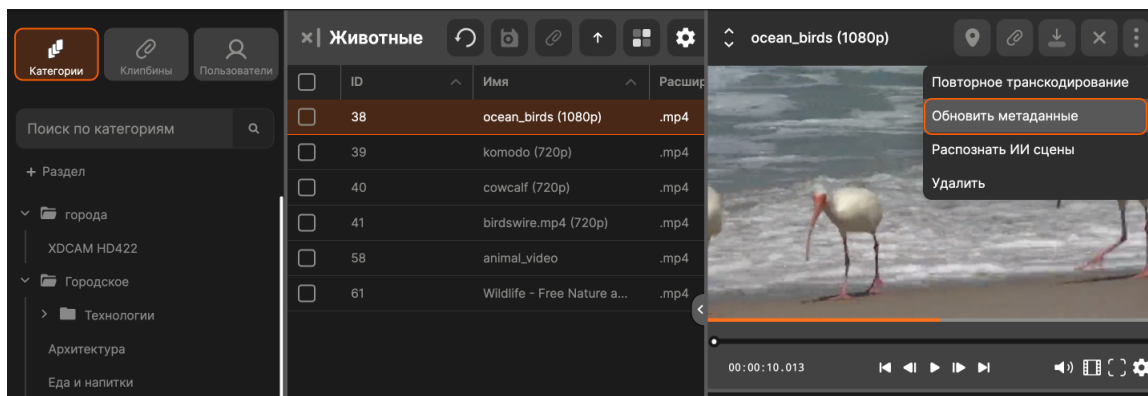 Категории
Клипбины
Пользователи
Поиск по категориям
+ Раздел
города
XDCAM HD422
Городское
Технологии
Архитектура
Еда и напитки
Животные
ID Имя Расшир
38 ocean_birds (1080p) .mp4
39 komodo (720p) .mp4
40 cowcalf (720p) .mp4
41 birdswire.mp4 (720p) .mp4
58 animal_video .mp4
61 Wildlife - Free Nature a... .mp4
ocean_birds (1080p)
Повторное транскодирование
Обновить метаданные
Распознать ИИ сцены
Удалить
00:00:10.013